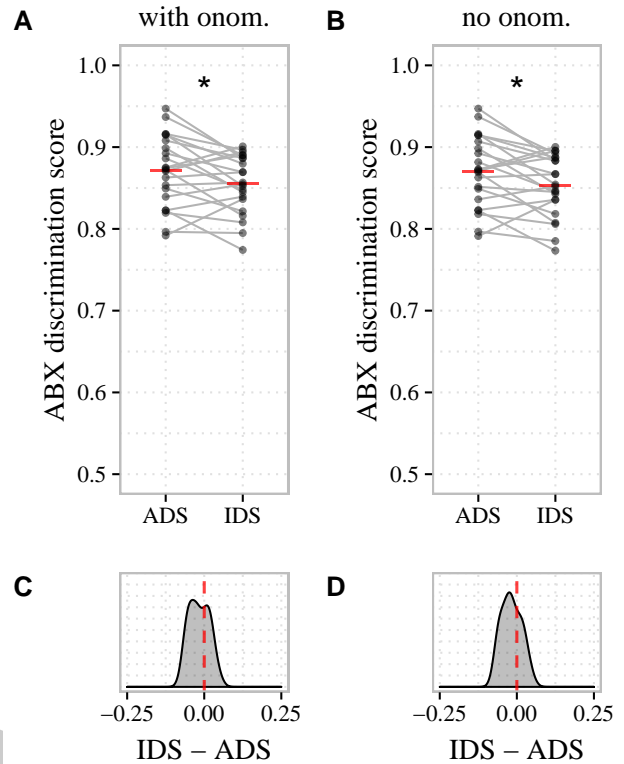 A with onom. B no onom.
ABX discrimination score
1.0
0.9
0.8
0.7
0.6
0.5
*
ADS IDS
ABX discrimination score
1.0
0.9
0.8
0.7
0.6
0.5
*
ADS IDS
C
−0.25 0.00 0.25
IDS − ADS
D
−0.25 0.00 0.25
IDS − ADS